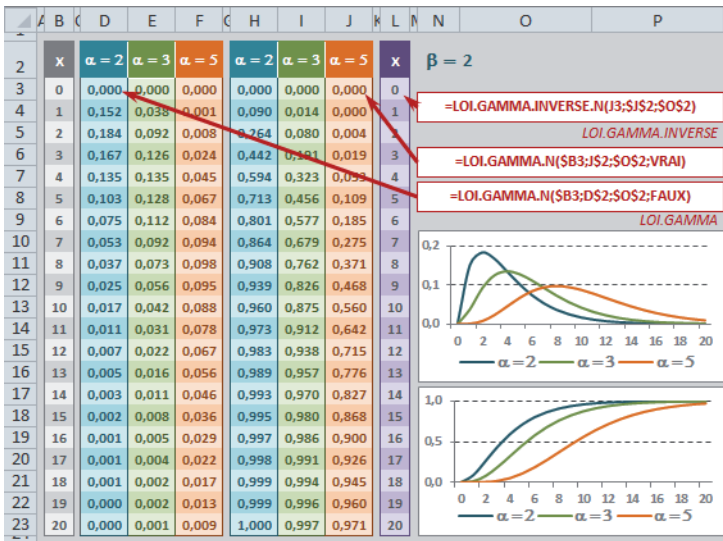 A B C D E F G H I J K L M N O P
2 x α = 2 α = 3 α = 5 α = 2 α = 3 α = 5 x β = 2
3 0 0,000 0,000 0,000 0,000 0,000 0,000 0
4 1 0,152 0,038 0,001 0,090 0,014 0,000 1
=LOI.GAMMA.INVERSE.N(J3;$J$2;$O$2)
5 2 0,184 0,092 0,008 0,264 0,080 0,004 2
LOI.GAMMA.INVERSE
6 3 0,167 0,126 0,024 0,442 0,191 0,019 3
=LOI.GAMMA.N($B3;J$2;$O$2;VRAI)
7 4 0,135 0,135 0,045 0,594 0,323 0,053 4
8 5 0,103 0,128 0,067 0,713 0,456 0,109 5
=LOI.GAMMA.N($B3;D$2;$O$2;FAUX)
9 6 0,075 0,112 0,084 0,801 0,577 0,185 6
LOI.GAMMA
10 7 0,053 0,092 0,094 0,864 0,679 0,275 7
11 8 0,037 0,073 0,098 0,908 0,762 0,371 8
12 9 0,025 0,056 0,095 0,939 0,826 0,468 9
13 10 0,017 0,042 0,088 0,960 0,875 0,560 10
14 11 0,011 0,031 0,078 0,973 0,912 0,642 11
15 12 0,007 0,022 0,067 0,983 0,938 0,715 12
16 13 0,005 0,016 0,056 0,989 0,957 0,776 13
17 14 0,003 0,011 0,046 0,993 0,970 0,827 14
18 15 0,002 0,008 0,036 0,995 0,980 0,868 15
19 16 0,001 0,005 0,029 0,997 0,986 0,900 16
20 17 0,001 0,004 0,022 0,998 0,991 0,926 17
21 18 0,001 0,002 0,017 0,999 0,994 0,945 18
22 19 0,000 0,002 0,013 0,999 0,996 0,960 19
23 20 0,000 0,001 0,009 1,000 0,997 0,971 20
0,2
0,1
0,0
0 2 4 6 8 10 12 14 16 18 20
α=2 α=3 α=5
1,0
0,5
0,0
0 2 4 6 8 10 12 14 16 18 20
α=2 α=3 α=5